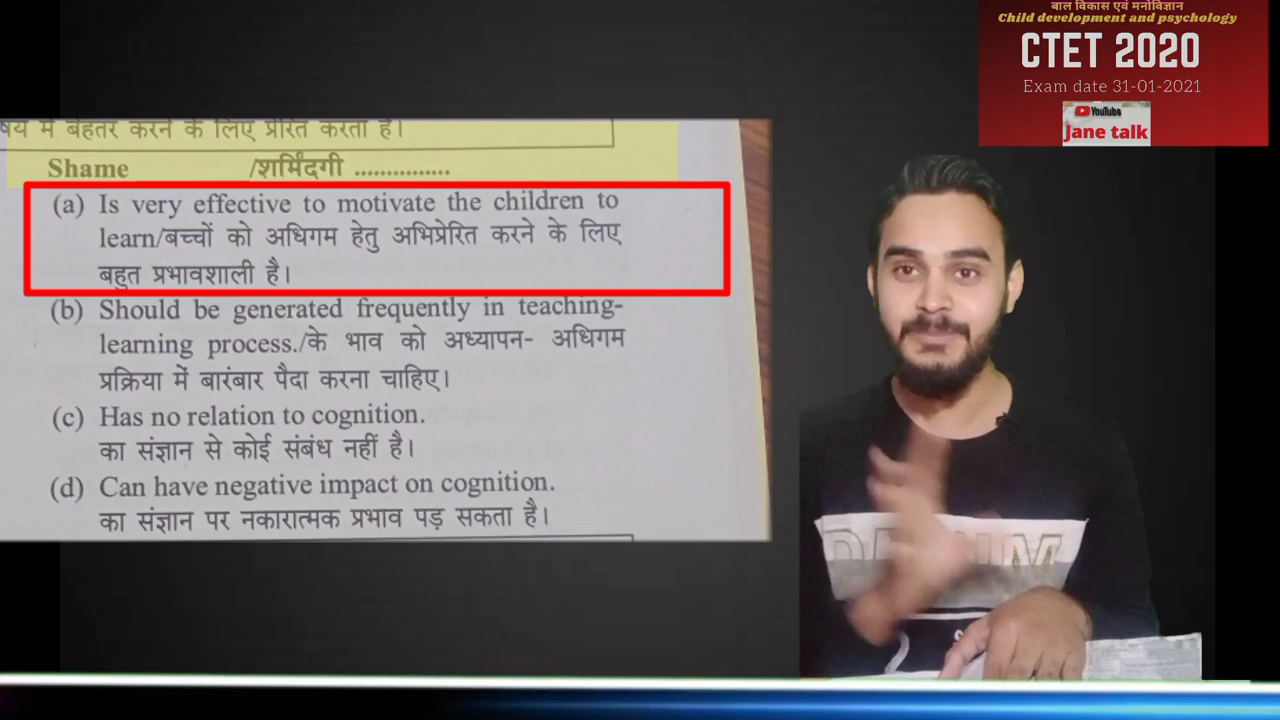 बाल विकास एवं मनोविज्ञान
Child development and psychology
CTET 2020
Exam date 31-01-2021
YouTube
Jane talk
में बेहतर करने के लिए प्रेरित करता है।
Shame /शर्मिंदगी ...............
(a) Is very effective to motivate the children to
learn/बच्चों को अधिगम हेतु अभिप्रेरित करने के लिए
बहुत प्रभावशाली है।
(b) Should be generated frequently in teaching-
learning process./के भाव को अध्यापन- अधिगम
प्रक्रिया में बारंबार पैदा करना चाहिए।
(c) Has no relation to cognition.
का संज्ञान से कोई संबंध नहीं है।
(d) Can have negative impact on cognition.
का संज्ञान पर नकारात्मक प्रभाव पड़ सकता है।